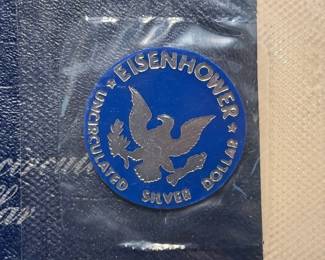 ★ EISENHOWER ★
UNCIRCULATED SILVER DOLLAR